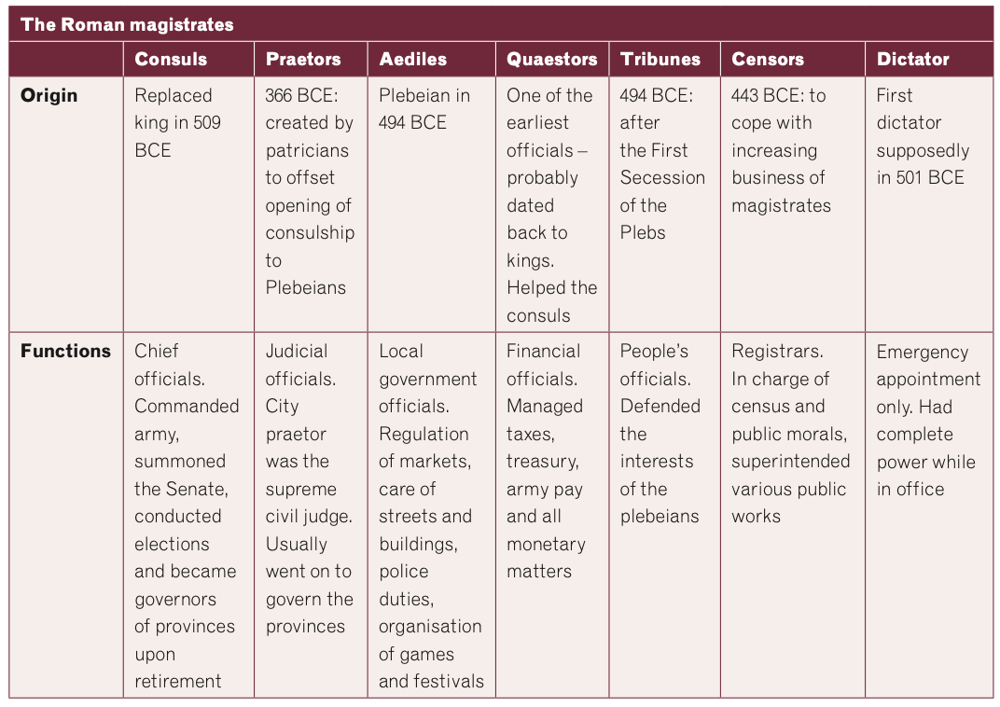 The Roman magistrates
Consuls
Praetors
Aediles
Quaestors
Tribunes
Censors
Dictator
Origin
Replaced
king in 509
BCE
366 BCE:
created by
patricians
to offset
opening of
consulship
to
Plebeians
Plebeian in
494 BCE
One of the
earliest
officials –
probably
dated
back to
kings.
Helped the
consuls
494 BCE:
after
the First
Secession
of the
Plebs
443 BCE: to
cope with
increasing
business of
magistrates
First
dictator
supposedly
in 501 BCE
Functions
Chief
officials.
Commanded
army,
summoned
the Senate,
conducted
elections
and became
governors
of provinces
upon
retirement
Judicial
officials.
City
praetor
was the
supreme
civil judge.
Usually
went on to
govern the
provinces
Local
government
officials.
Regulation
of markets,
care of
streets and
buildings,
police
duties,
organisation
of games
and festivals
Financial
officials.
Managed
taxes,
treasury,
army pay
and all
monetary
matters
People’s
officials.
Defended
the
interests
of the
plebeians
Registrars.
In charge of
census and
public morals,
superintended
various public
works
Emergency
appointment
only. Had
complete
power while
in office